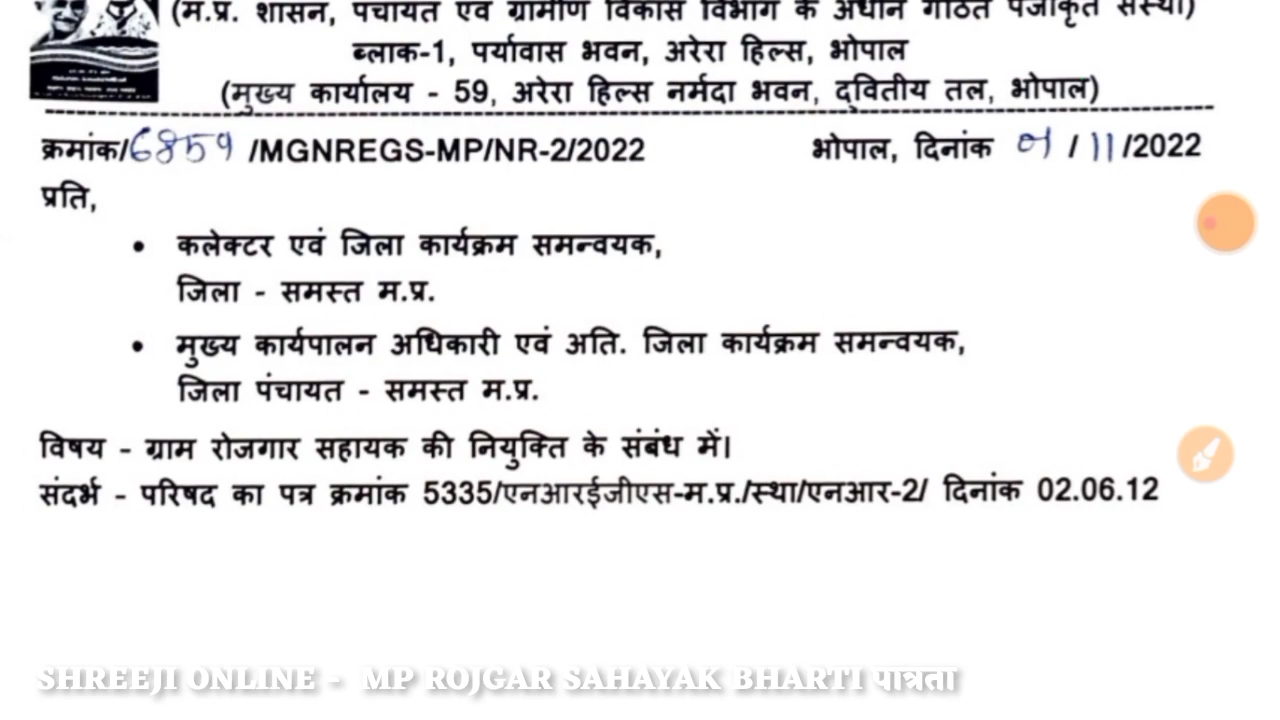 (म.प्र. शासन, पंचायत एवं ग्रामीण विकास विभाग के अधीन गठित पंजीकृत संस्था)
ब्लाक-1, पर्यावास भवन, अरेरा हिल्स, भोपाल
(मुख्य कार्यालय - 59, अरेरा हिल्स नर्मदा भवन, द्वितीय तल, भोपाल)
क्रमांक/6859 /MGNREGS-MP/NR-2/2022 भोपाल, दिनांक 01 / 11 /2022
प्रति,
• कलेक्टर एवं जिला कार्यक्रम समन्वयक,
जिला - समस्त म.प्र.
• मुख्य कार्यपालन अधिकारी एवं अति. जिला कार्यक्रम समन्वयक,
जिला पंचायत - समस्त म.प्र.
विषय - ग्राम रोजगार सहायक की नियुक्ति के संबंध में।
संदर्भ - परिषद का पत्र क्रमांक 5335/एनआरईजीएस-म.प्र./स्था/एनआर-2/ दिनांक 02.06.12
SHREEJI ONLINE - MP ROJGAR SAHAYAK BHARTI पात्रता